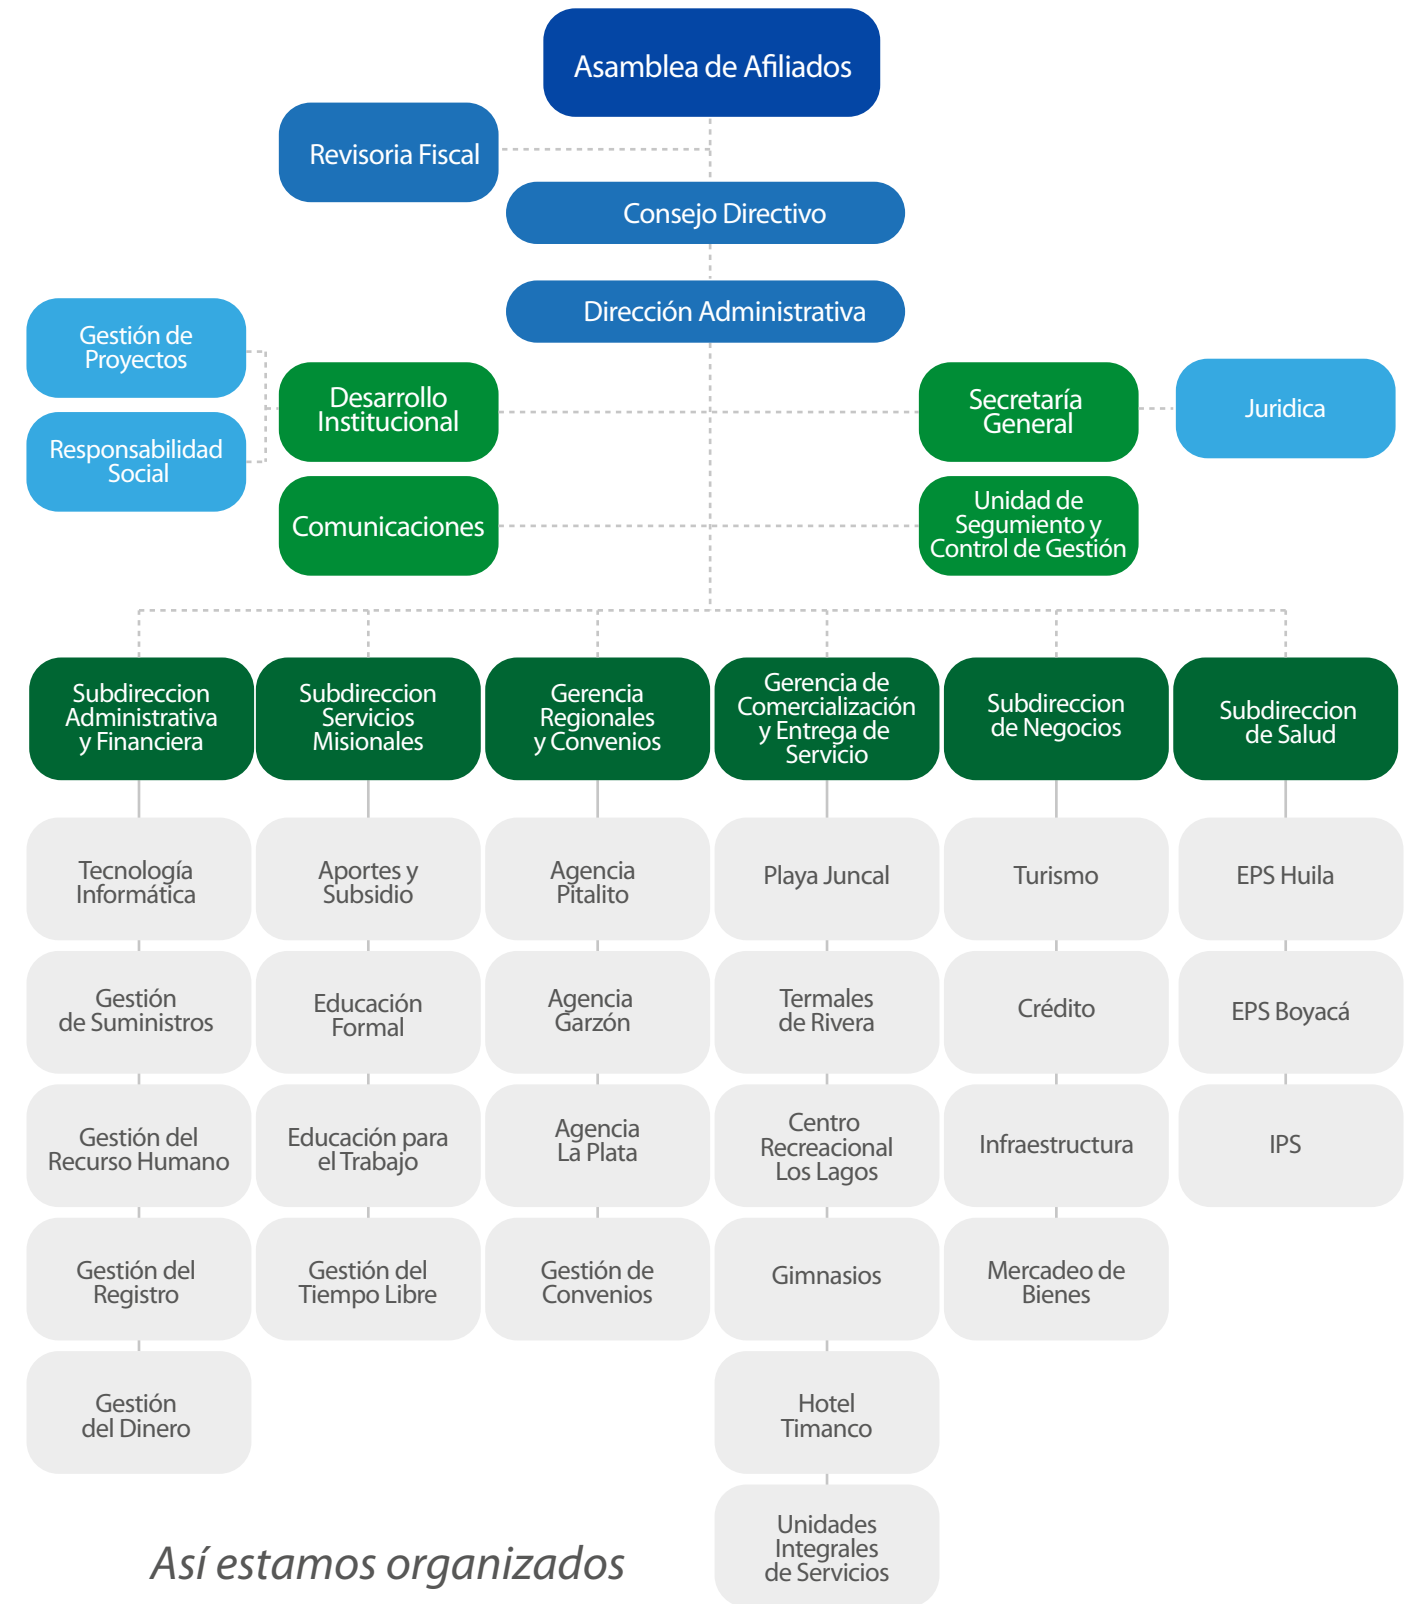 Asamblea de Afiliados
Revisoria Fiscal
Consejo Directivo
Dirección Administrativa
Gestión de
Proyectos
Responsabilidad
Social
Desarrollo
Institucional
Comunicaciones
Secretaría
General
Juridica
Unidad de
Segumiento y
Control de Gestión
Subdireccion
Administrativa
y Financiera
Subdireccion
Servicios
Misionales
Gerencia
Regionales
y Convenios
Gerencia de
Comercialización
y Entrega de
Servicio
Subdireccion
de Negocios
Subdireccion
de Salud
Tecnología
Informática
Gestión
de Suministros
Gestión del
Recurso Humano
Gestión del
Registro
Gestión
del Dinero
Aportes y
Subsidio
Educación
Formal
Educación para
el Trabajo
Gestión del
Tiempo Libre
Agencia
Pitalito
Agencia
Garzón
Agencia
La Plata
Gestión de
Convenios
Playa Juncal
Termales
de Rivera
Centro
Recreacional
Los Lagos
Gimnasios
Hotel
Timanco
Unidades
Integrales
de Servicios
Turismo
Crédito
Infraestructura
Mercadeo de
Bienes
EPS Huila
EPS Boyacá
IPS
Así estamos organizados